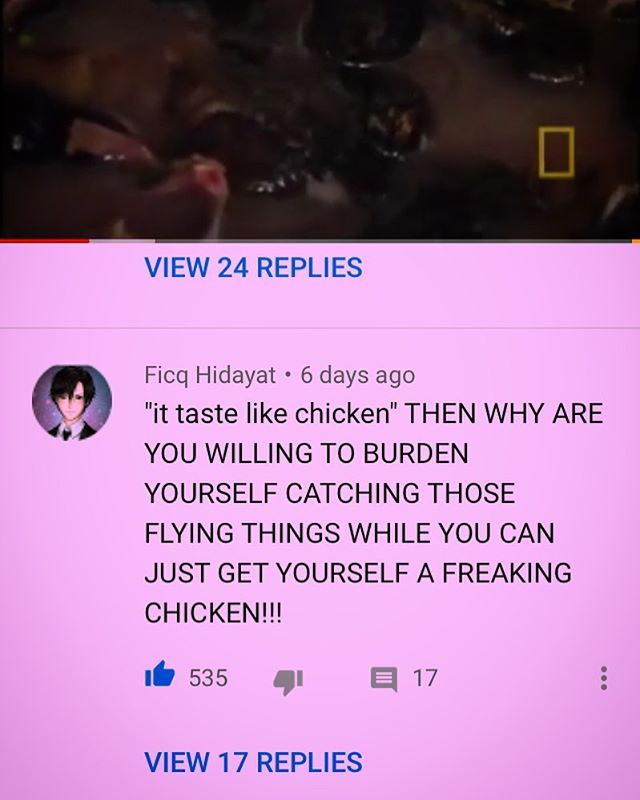 VIEW 24 REPLIES
Ficq Hidayat • 6 days ago
"it taste like chicken" THEN WHY ARE
YOU WILLING TO BURDEN
YOURSELF CATCHING THOSE
FLYING THINGS WHILE YOU CAN
JUST GET YOURSELF A FREAKING
CHICKEN!!!
535
17
VIEW 17 REPLIES